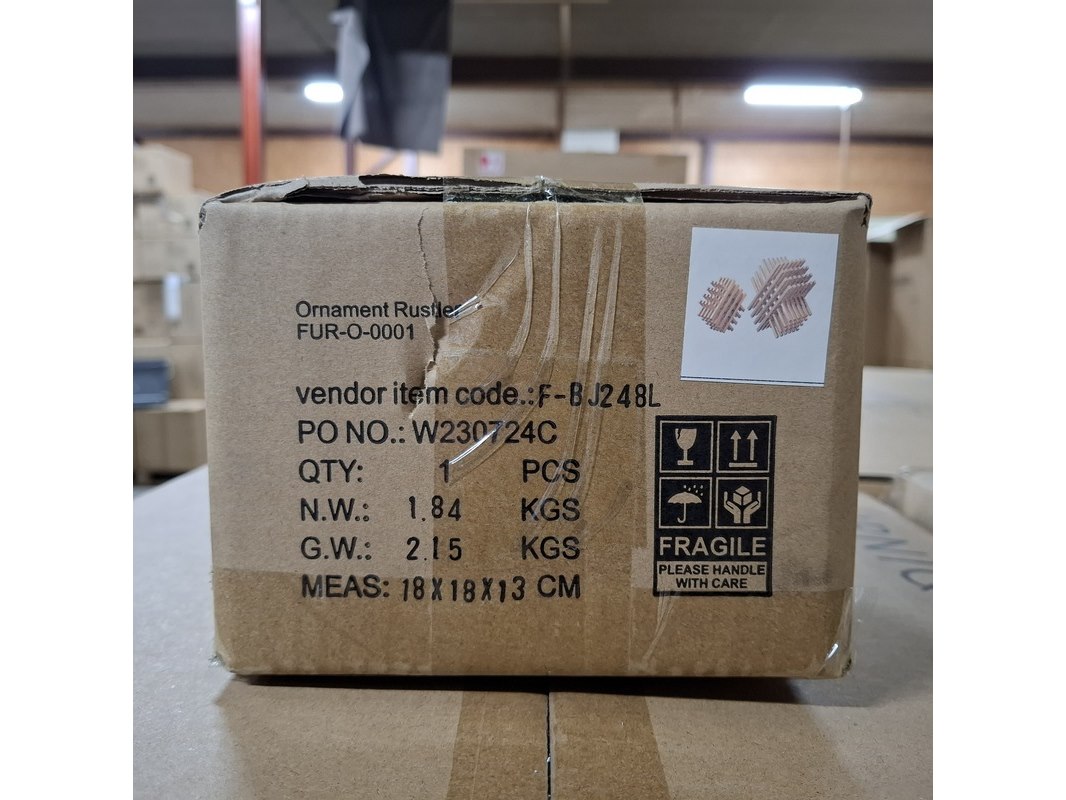 Ornament Rustler
FUR-O-0001
vendor item code.:F-BJ248L
PO NO.: W230724C
QTY: 1 PCS
N.W.: 1.84 KGS
G.W.: 2.15 KGS
MEAS: 18X18X13 CM
FRAGILE
PLEASE HANDLE
WITH CARE